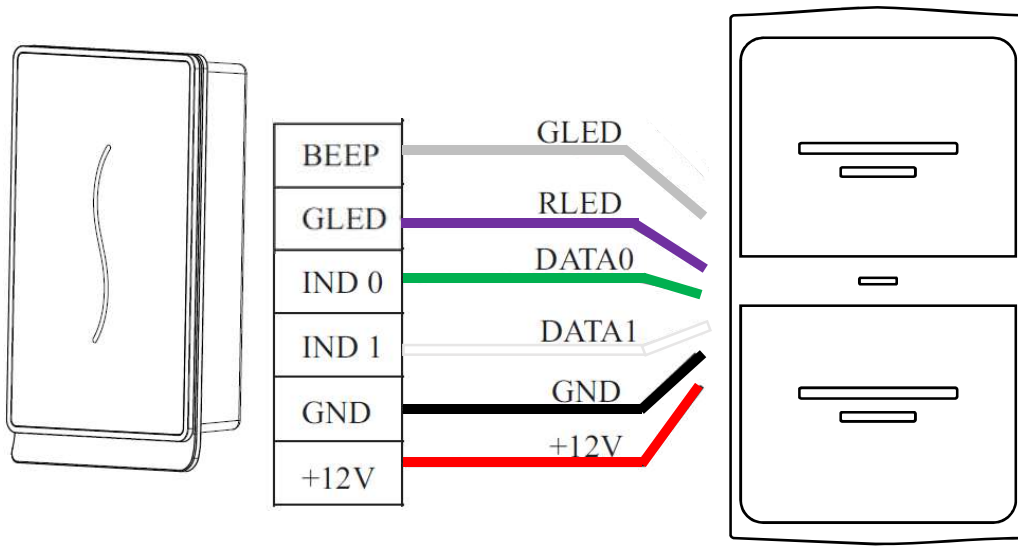 BEEP
GLED
IND 0
IND 1
GND
+12V
GLED
RLED
DATA0
DATA1
GND
+12V